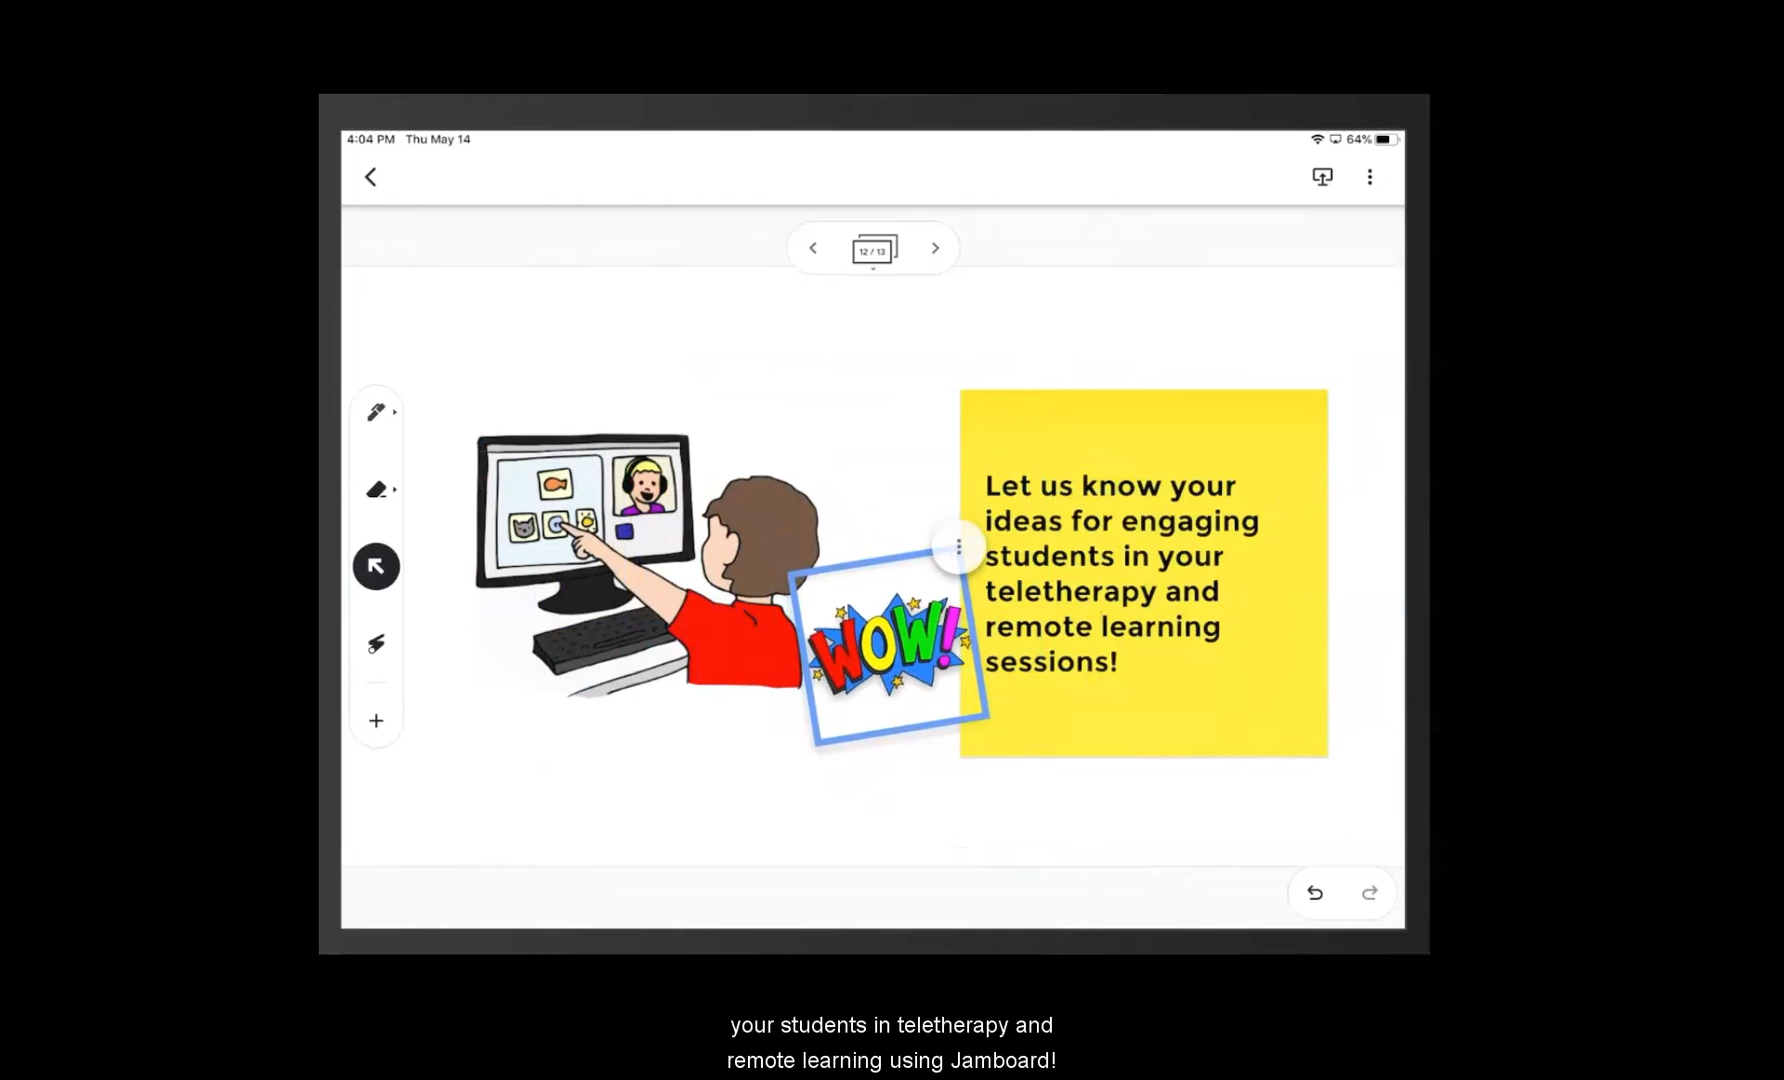 4:04 PM Thu May 14
64%
12 / 13
Let us know your
ideas for engaging
students in your
teletherapy and
remote learning
sessions!
WOW!
your students in teletherapy and
remote learning using Jamboard!